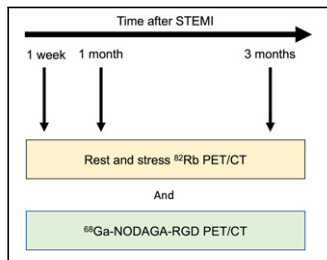 Time after STEMI
1 week 1 month 3 months
Rest and stress ⁸²Rb PET/CT
And
⁶⁸Ga-NODAGA-RGD PET/CT